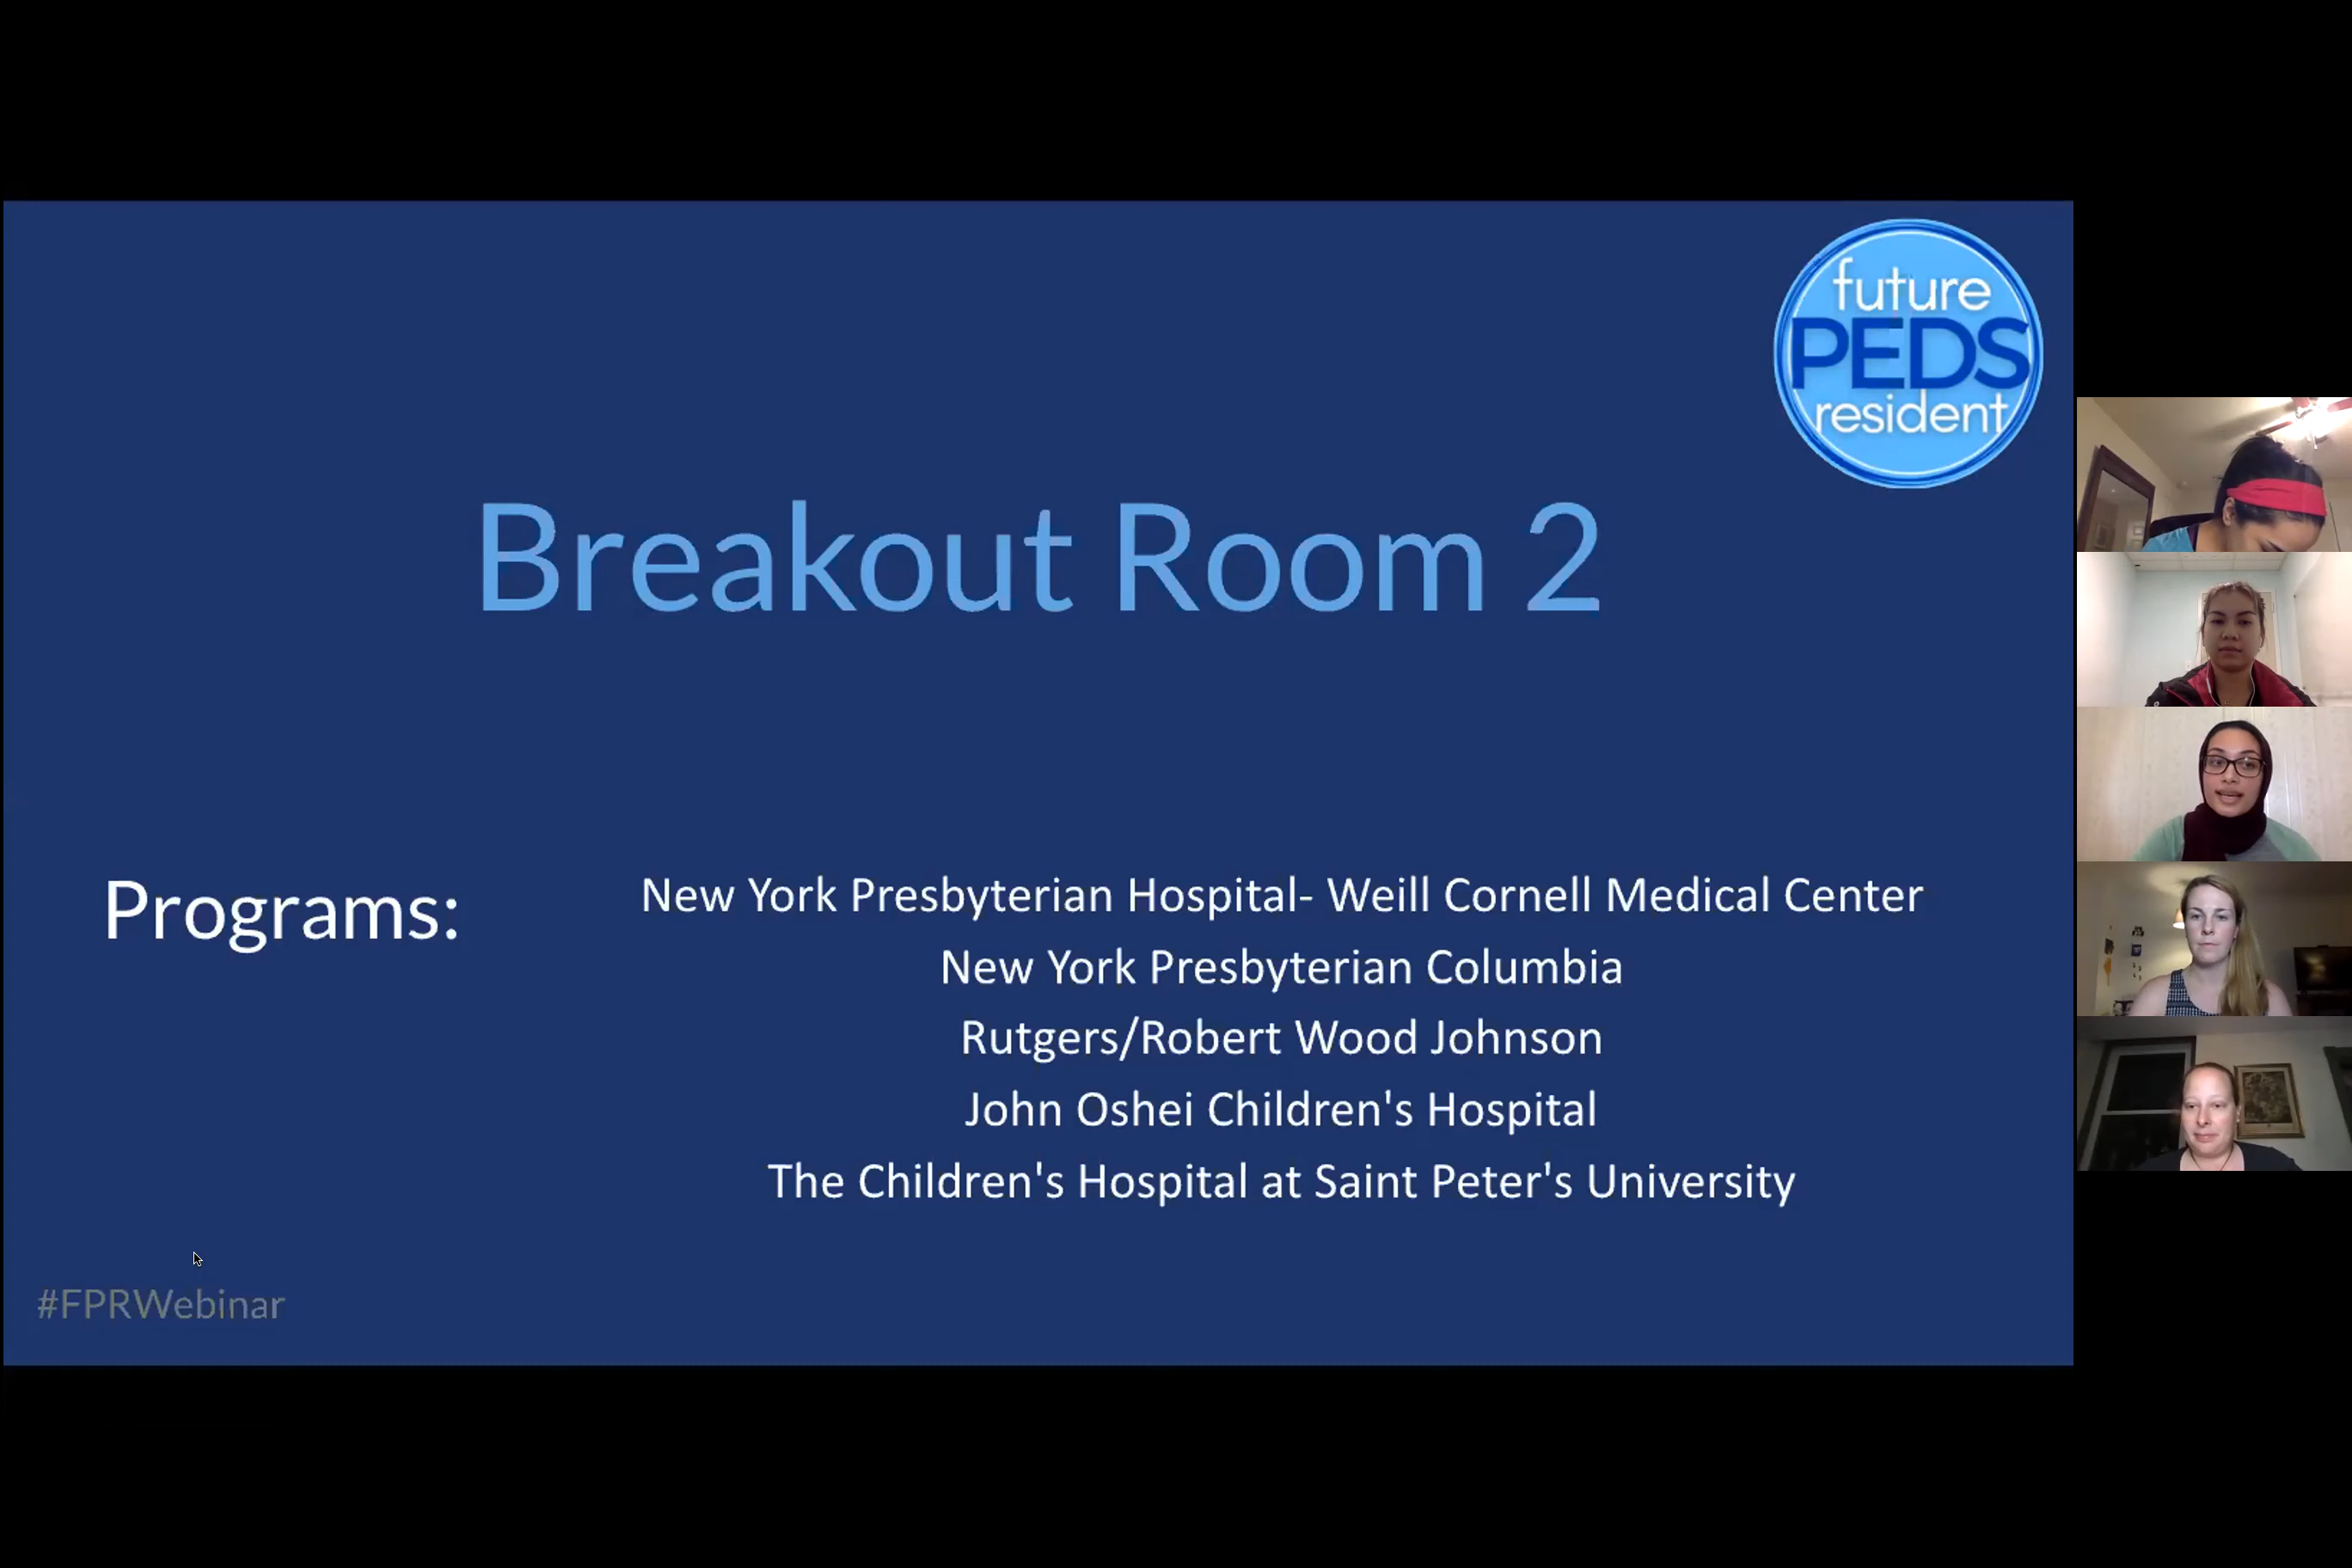 future
PEDS
resident
Breakout Room 2
Programs:
New York Presbyterian Hospital- Weill Cornell Medical Center
New York Presbyterian Columbia
Rutgers/Robert Wood Johnson
John Oshei Children's Hospital
The Children's Hospital at Saint Peter's University
#FPRWebinar